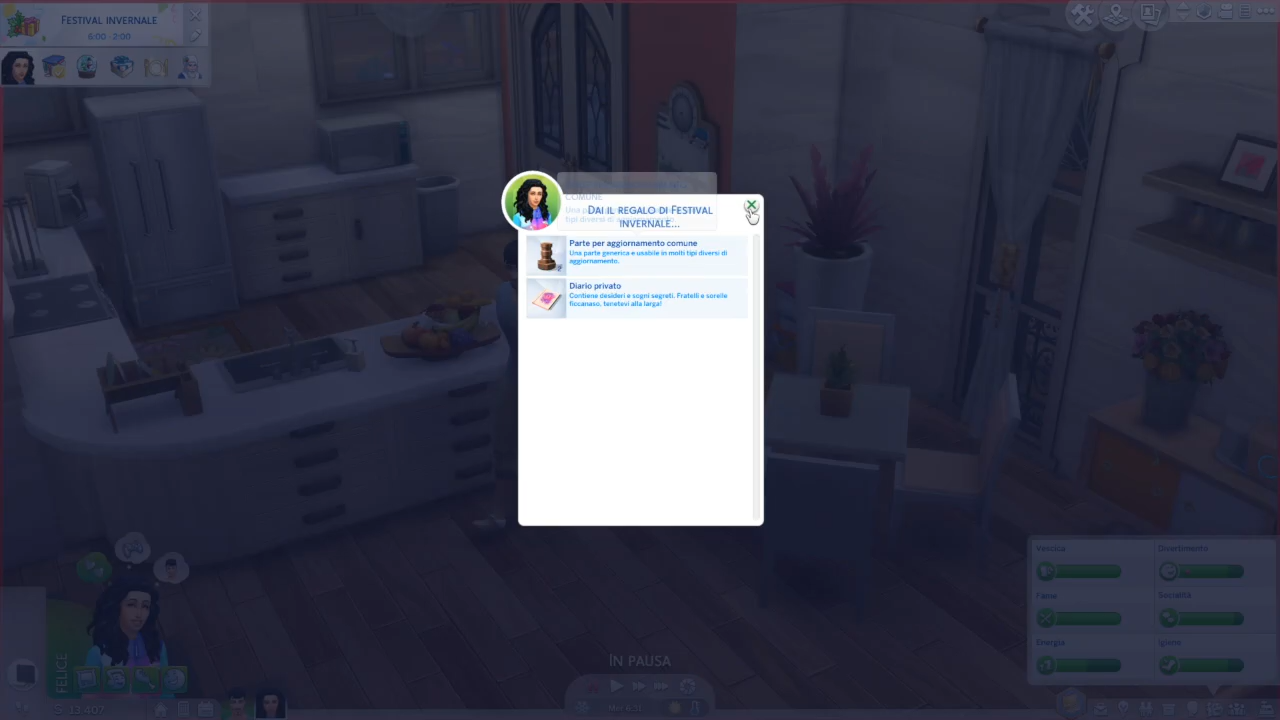 Festival invernale
6:00 - 2:00
COMUNE
Dai il regalo di Festival
invernale...
Parte per aggiornamento comune
Una parte generica e usabile in molti tipi diversi di
aggiornamento.
Diario privato
Contiene desideri e sogni segreti. Fratelli e sorelle
ficcanaso, tenetevi alla larga!
Vescica
Divertimento
Fame
Socialità
Energia
Igiene
FELICE
In pausa